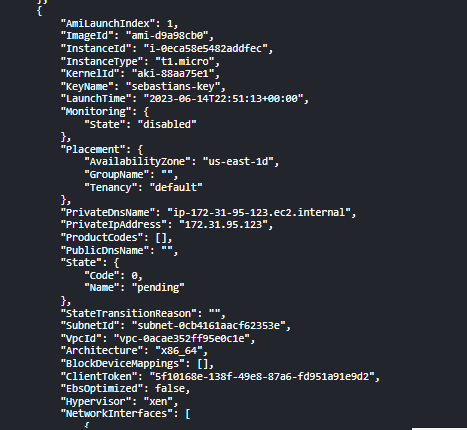 },
{
"AmiLaunchIndex": 1,
"ImageId": "ami-d9a98cb0",
"InstanceId": "i-0eca58e5482addfec",
"InstanceType": "t1.micro",
"KernelId": "aki-88aa75e1",
"KeyName": "sebastians-key",
"LaunchTime": "2023-06-14T22:51:13+00:00",
"Monitoring": {
"State": "disabled"
},
"Placement": {
"AvailabilityZone": "us-east-1d",
"GroupName": "",
"Tenancy": "default"
},
"PrivateDnsName": "ip-172-31-95-123.ec2.internal",
"PrivateIpAddress": "172.31.95.123",
"ProductCodes": [],
"PublicDnsName": "",
"State": {
"Code": 0,
"Name": "pending"
},
"StateTransitionReason": "",
"SubnetId": "subnet-0cb4161aacf62353e",
"VpcId": "vpc-0acae352ff95e0c1e",
"Architecture": "x86_64",
"BlockDeviceMappings": [],
"ClientToken": "5f10168e-138f-49e8-87a6-fd951a91e9d2",
"EbsOptimized": false,
"Hypervisor": "xen",
"NetworkInterfaces": [
{